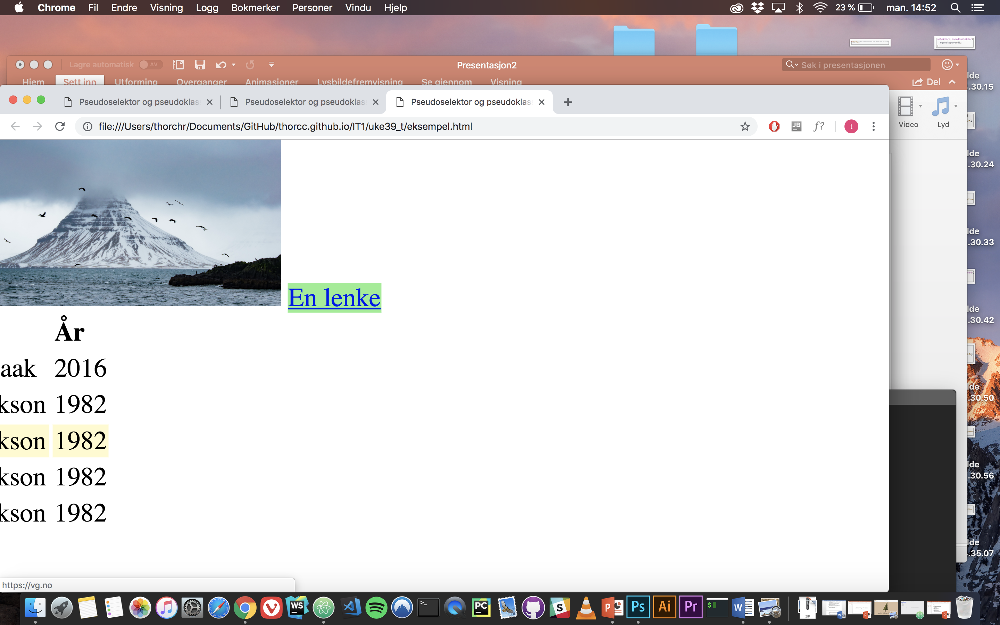 Chrome Fil Endre Visning Logg Bokmerker Personer Vindu Hjelp 23 % man. 14:52
selektor::pseudoselektor{
egenskap:verdi;
}
Lagre automatisk AV Presentasjon2 Søk i presentasjonen
Hjem Sett inn Utforming Overganger Animasjoner Lysbildefremvisning Se gjennom Visning Del
lde
.30.15
Pseudoselektor og pseudoklas Pseudoselektor og pseudoklas Pseudoselektor og pseudoklas
file:///Users/thorchr/Documents/GitHub/thorcc.github.io/IT1/uke39_t/eksempel.html JB f? t
Video Lyd
lde
.30.24
lde
.30.33
En lenke
lde
.30.42
År
aak 2016
kson 1982
lde
.30.50
kson 1982
kson 1982
lde
.30.56
kson 1982
lde
.35.07
https://vg.no
WS PC S P Ps Ai Pr $ W ZIP